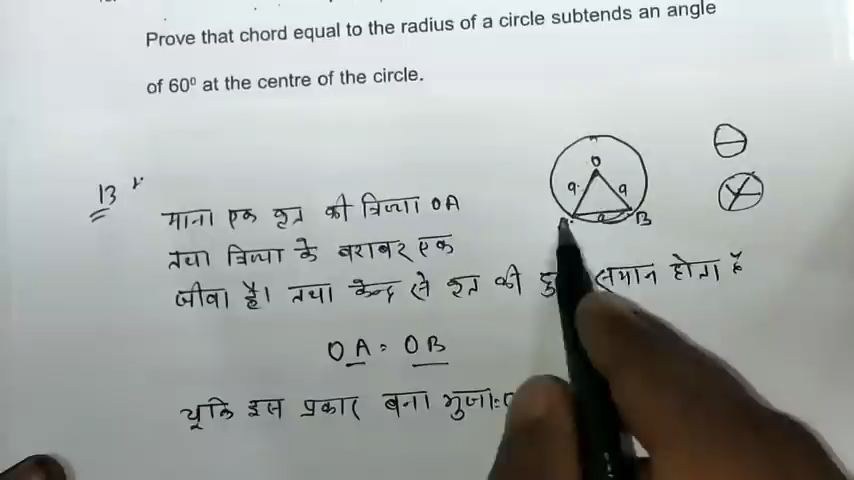 Prove that chord equal to the radius of a circle subtends an angle
of 60⁰ at the centre of the circle.
13
माना एक वृत की त्रिज्या OA
तथा त्रिज्या के बराबर एक
जीवा है। तथा केन्द्र से वृत की समान होता है
OA = OB
चूकि इस प्रकार बना भुजा
O
a
a
a
B